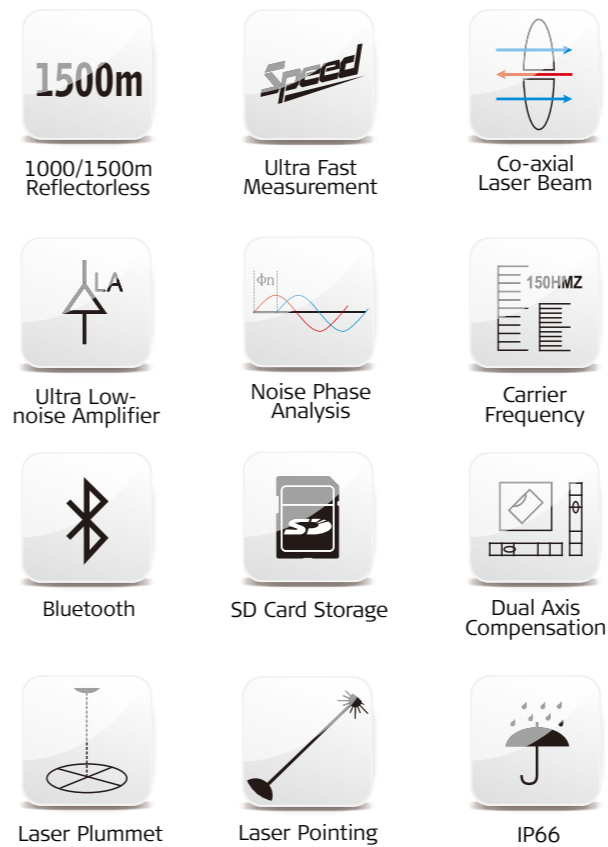 1500m
1000/1500m
Reflectorless
Speed
Ultra Fast
Measurement
Co-axial
Laser Beam
LA
Ultra Low-
noise Amplifier
ϕn
Noise Phase
Analysis
150HMZ
Carrier
Frequency
Bluetooth
SD
SD Card Storage
Dual Axis
Compensation
Laser Plummet
Laser Pointing
IP66